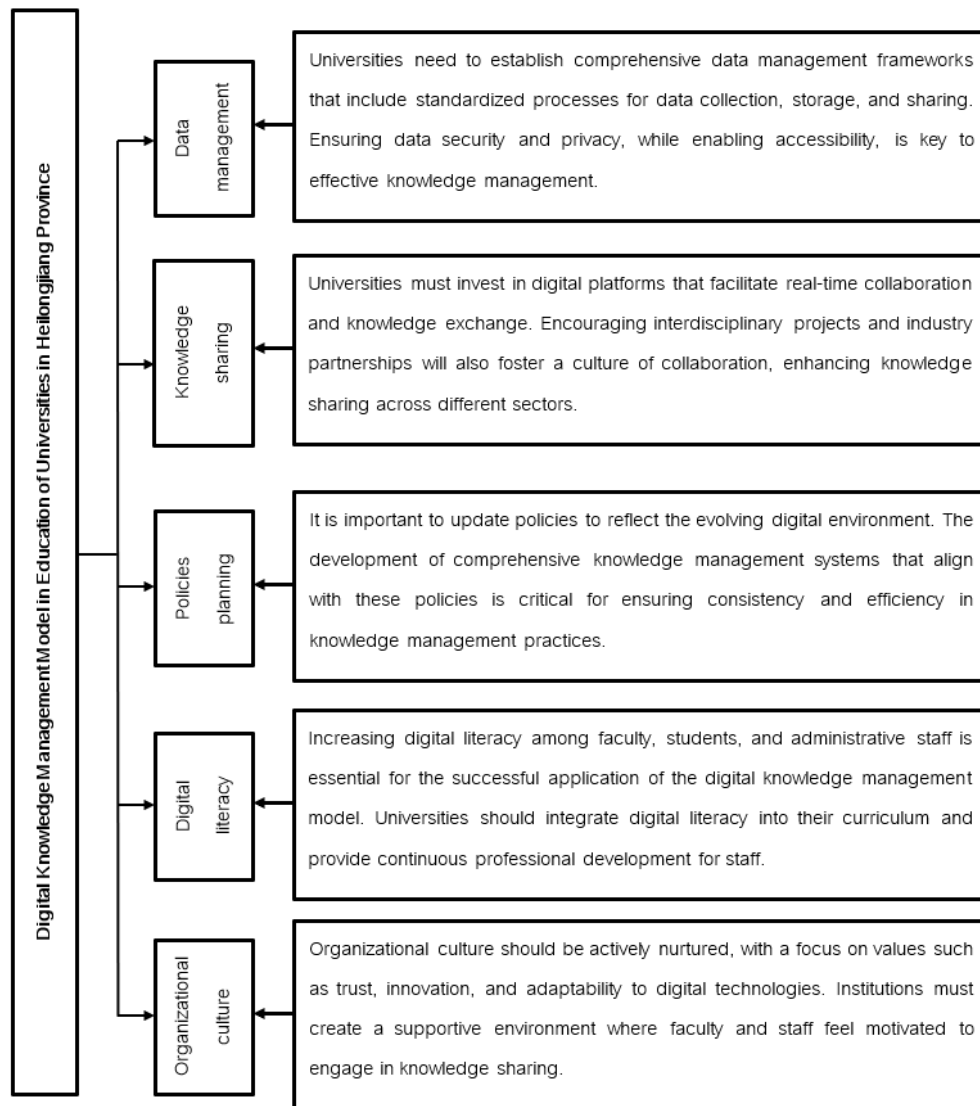 Digital Knowledge Management Mode in Education of Universities in Heilongjiang Province
Data
management
Universities need to establish comprehensive data management frameworks
that include standardized processes for data collection, storage, and sharing.
Ensuring data security and privacy, while enabling accessibility, is key to
effective knowledge management.
Knowledge
sharing
Universities must invest in digital platforms that facilitate real-time collaboration
and knowledge exchange. Encouraging interdisciplinary projects and industry
partnerships will also foster a culture of collaboration, enhancing knowledge
sharing across different sectors.
Policies
planning
It is important to update policies to reflect the evolving digital environment. The
development of comprehensive knowledge management systems that align
with these policies is critical for ensuring consistency and efficiency in
knowledge management practices.
Digital
literacy
Increasing digital literacy among faculty, students, and administrative staff is
essential for the successful application of the digital knowledge management
model. Universities should integrate digital literacy into their curriculum and
provide continuous professional development for staff.
Organizational
culture
Organizational culture should be actively nurtured, with a focus on values such
as trust, innovation, and adaptability to digital technologies. Institutions must
create a supportive environment where faculty and staff feel motivated to
engage in knowledge sharing.